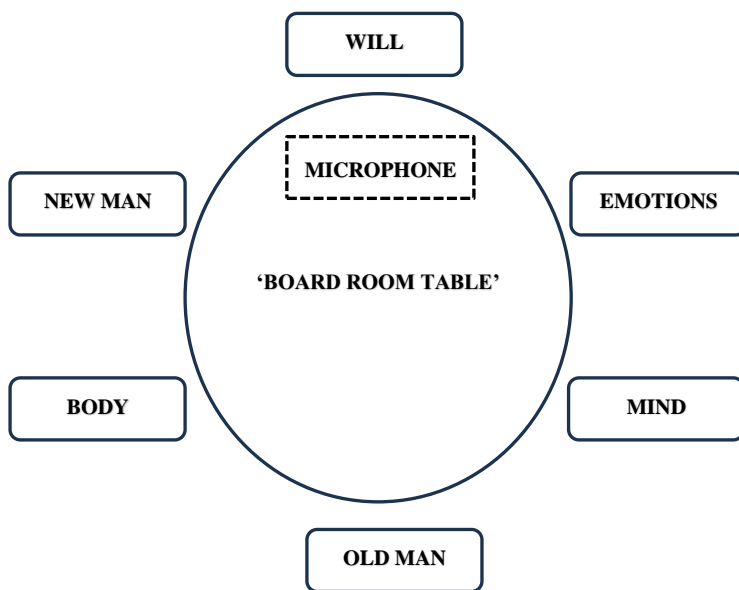 WILL
MICROPHONE
NEW MAN
EMOTIONS
‘BOARD ROOM TABLE’
BODY
MIND
OLD MAN